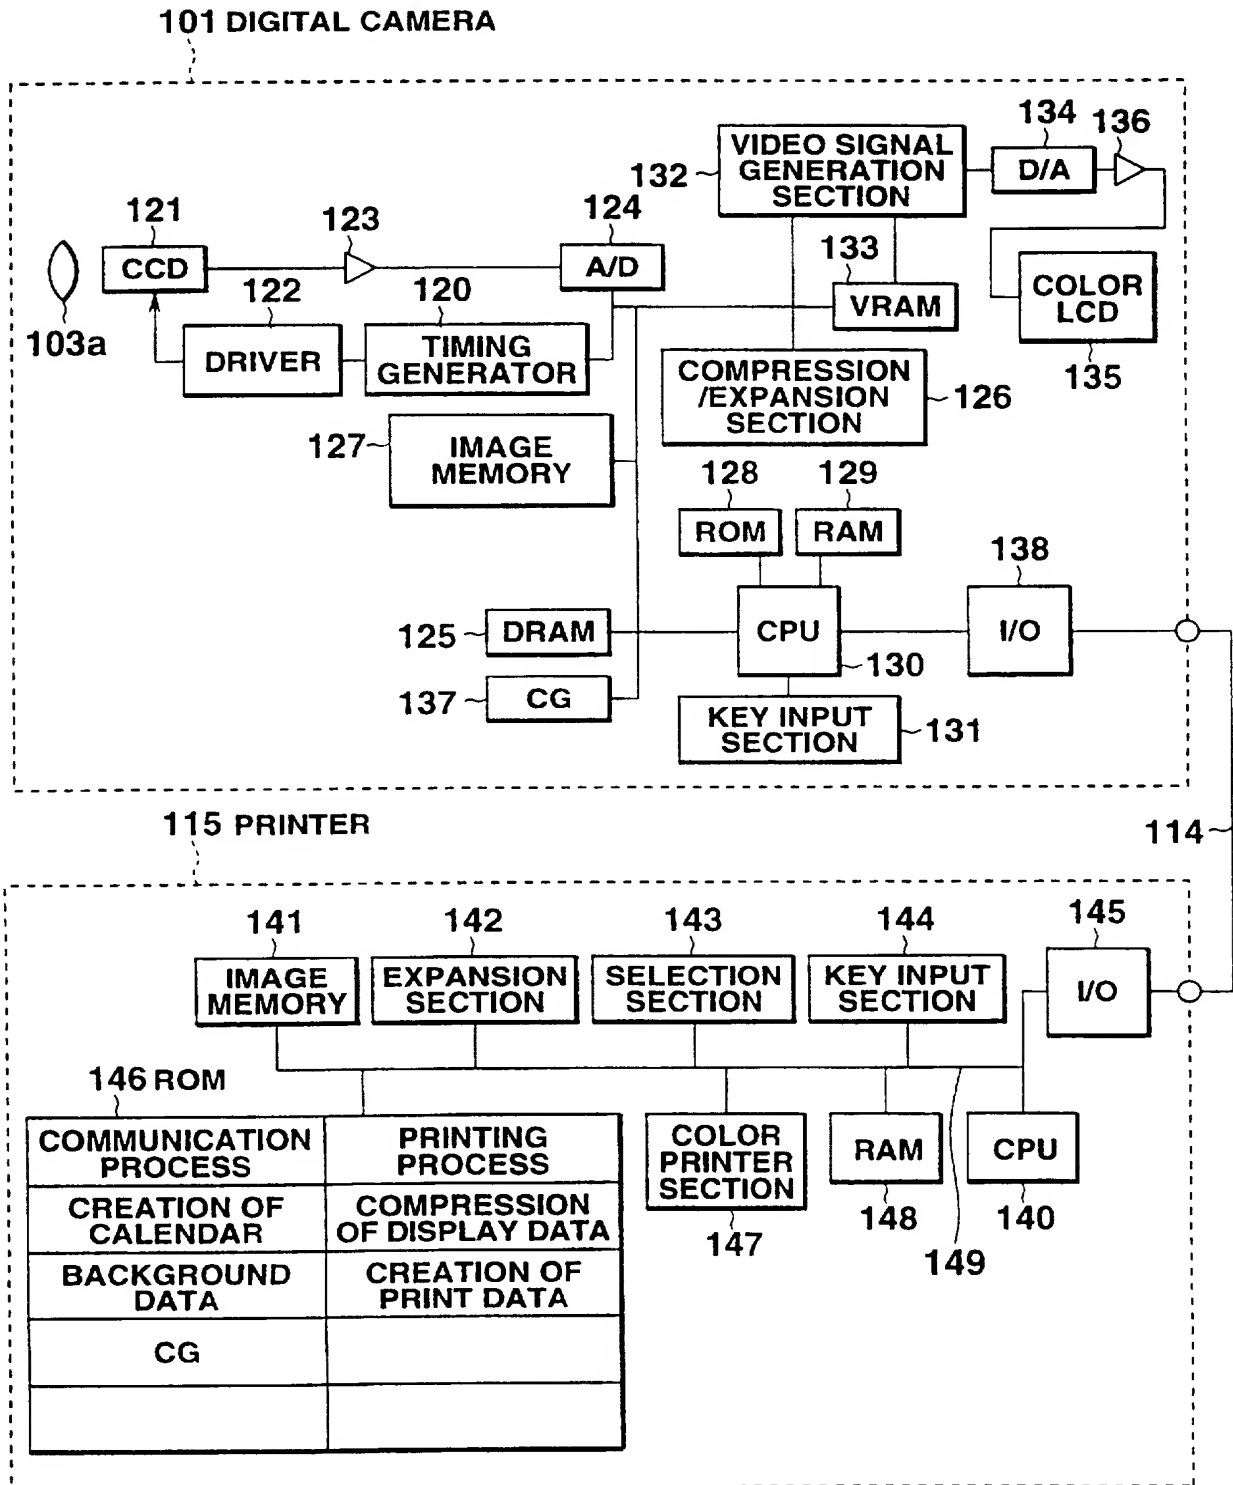 101 DIGITAL CAMERA
134
136
VIDEO SIGNAL
GENERATION
SECTION
132
D/A
121
123
124
CCD
A/D
133
VRAM
COLOR
LCD
135
103a
122
120
DRIVER
TIMING
GENERATOR
COMPRESSION
/EXPANSION
SECTION
126
127
IMAGE
MEMORY
128
129
ROM
RAM
138
125
DRAM
CPU
130
I/O
137
CG
KEY INPUT
SECTION
131
115 PRINTER
114
141
142
143
144
145
IMAGE
MEMORY
EXPANSION
SECTION
SELECTION
SECTION
KEY INPUT
SECTION
I/O
146 ROM
COMMUNICATION
PROCESS
PRINTING
PROCESS
CREATION OF
CALENDAR
COMPRESSION
OF DISPLAY DATA
BACKGROUND
DATA
CREATION OF
PRINT DATA
CG
COLOR
PRINTER
SECTION
147
RAM
148
CPU
140
149